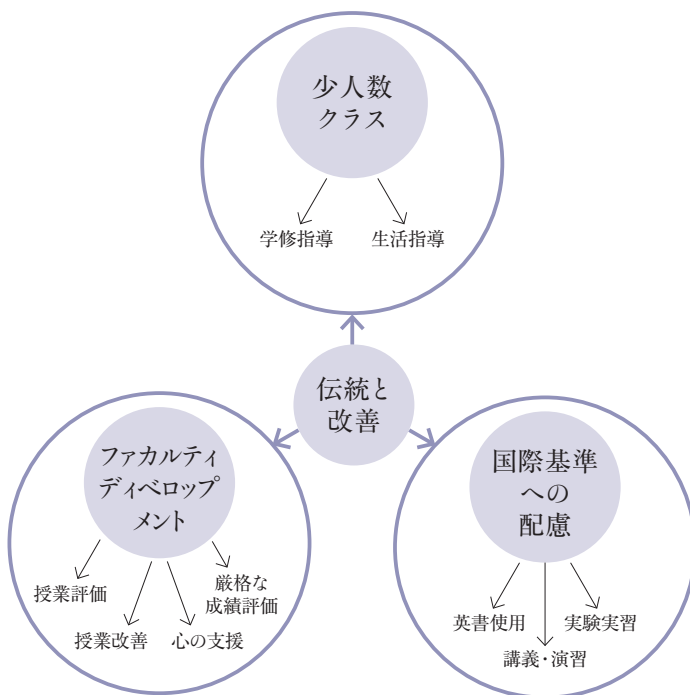 少人数
クラス
学修指導
生活指導
伝統と
改善
ファカルティ
ディベロップ
メント
授業評価
授業改善
心の支援
厳格な
成績評価
国際基準
への
配慮
英書使用
講義・演習
実験実習